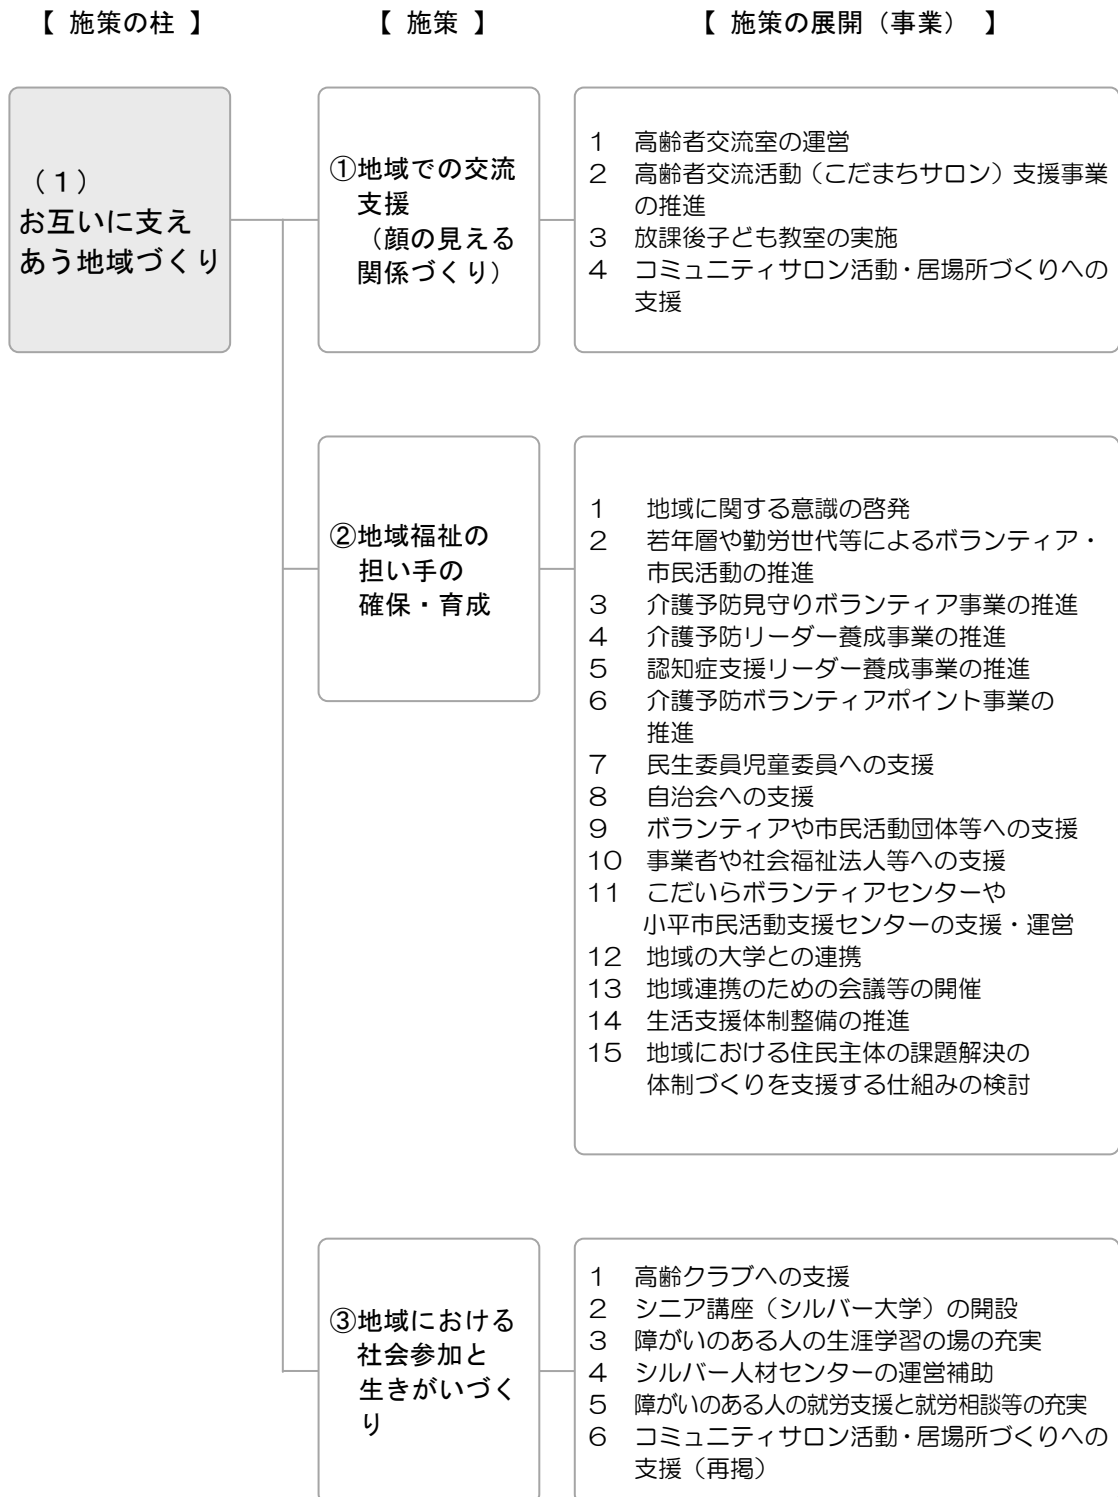 【 施策の柱 】
【 施策 】
【 施策の展開（事業） 】
（１）
お互いに支え
あう地域づくり
①地域での交流
支援
（顔の見える
関係づくり）
１ 高齢者交流室の運営
２ 高齢者交流活動（こだまちサロン）支援事業
の推進
３ 放課後子ども教室の実施
４ コミュニティサロン活動・居場所づくりへの
支援
②地域福祉の
担い手の
確保・育成
１ 地域に関する意識の啓発
２ 若年層や勤労世代等によるボランティア・
市民活動の推進
３ 介護予防見守りボランティア事業の推進
４ 介護予防リーダー養成事業の推進
５ 認知症支援リーダー養成事業の推進
６ 介護予防ボランティアポイント事業の
推進
７ 民生委員児童委員への支援
８ 自治会への支援
９ ボランティアや市民活動団体等への支援
10 事業者や社会福祉法人等への支援
11 こだいらボランティアセンターや
小平市民活動支援センターの支援・運営
12 地域の大学との連携
13 地域連携のための会議等の開催
14 生活支援体制整備の推進
15 地域における住民主体の課題解決の
体制づくりを支援する仕組みの検討
③地域における
社会参加と
生きがいづく
り
１ 高齢クラブへの支援
２ シニア講座（シルバー大学）の開設
３ 障がいのある人の生涯学習の場の充実
４ シルバー人材センターの運営補助
５ 障がいのある人の就労支援と就労相談等の充実
６ コミュニティサロン活動・居場所づくりへの
支援（再掲）